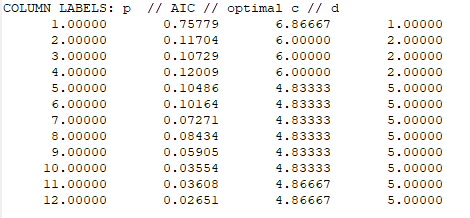 COLUMN LABELS: p // AIC // optimal c // d
1.00000 0.75779 6.86667 1.00000
2.00000 0.11704 6.00000 2.00000
3.00000 0.10729 6.00000 2.00000
4.00000 0.12009 6.00000 2.00000
5.00000 0.10486 4.83333 5.00000
6.00000 0.10164 4.83333 5.00000
7.00000 0.07271 4.83333 5.00000
8.00000 0.08434 4.83333 5.00000
9.00000 0.05905 4.83333 5.00000
10.00000 0.03554 4.83333 5.00000
11.00000 0.03608 4.86667 5.00000
12.00000 0.02651 4.86667 5.00000